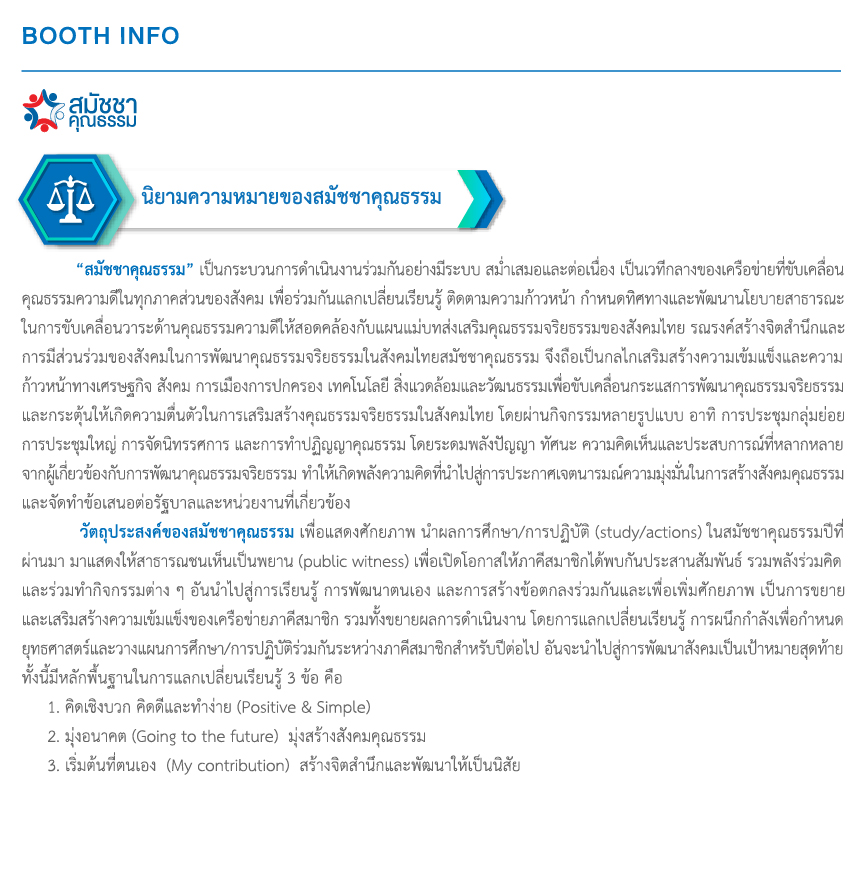 BOOTH INFO
สมัชชา
คุณธรรม
นิยามความหมายของสมัชชาคุณธรรม
“สมัชชาคุณธรรม” เป็นกระบวนการดำเนินงานร่วมกันอย่างมีระบบ สม่ำเสมอและต่อเนื่อง เป็นเวทีกลางของเครือข่ายที่ขับเคลื่อน
คุณธรรมความดีในทุกภาคส่วนของสังคม เพื่อร่วมกันแลกเปลี่ยนเรียนรู้ ติดตามความก้าวหน้า กำหนดทิศทางและพัฒนานโยบายสาธารณะ
ในการขับเคลื่อนวาระด้านคุณธรรมความดีให้สอดคล้องกับแผนแม่บทส่งเสริมคุณธรรมจริยธรรมของสังคมไทย รณรงค์สร้างจิตสำนึกและ
การมีส่วนร่วมของสังคมในการพัฒนาคุณธรรมจริยธรรมในสังคมไทยสมัชชาคุณธรรม จึงถือเป็นกลไกเสริมสร้างความเข้มแข็งและความ
ก้าวหน้าทางเศรษฐกิจ สังคม การเมืองการปกครอง เทคโนโลยี สิ่งแวดล้อมและวัฒนธรรมเพื่อขับเคลื่อนกระแสการพัฒนาคุณธรรมจริยธรรม
และกระตุ้นให้เกิดความตื่นตัวในการเสริมสร้างคุณธรรมจริยธรรมในสังคมไทย โดยผ่านกิจกรรมหลายรูปแบบ อาทิ การประชุมกลุ่มย่อย
การประชุมใหญ่ การจัดนิทรรศการ และการทำปฏิญญาคุณธรรม โดยระดมพลังปัญญา ทัศนะ ความคิดเห็นและประสบการณ์ที่หลากหลาย
จากผู้เกี่ยวข้องกับการพัฒนาคุณธรรมจริยธรรม ทำให้เกิดพลังความคิดที่นำไปสู่การประกาศเจตนารมณ์ความมุ่งมั่นในการสร้างสังคมคุณธรรม
และจัดทำข้อเสนอต่อรัฐบาลและหน่วยงานที่เกี่ยวข้อง
วัตถุประสงค์ของสมัชชาคุณธรรม เพื่อแสดงศักยภาพ นำผลการศึกษา/การปฏิบัติ (study/actions) ในสมัชชาคุณธรรมปีที่
ผ่านมา มาแสดงให้สาธารณชนเห็นเป็นพยาน (public witness) เพื่อเปิดโอกาสให้ภาคีสมาชิกได้พบกันประสานสัมพันธ์ รวมพลังร่วมคิด
และร่วมทำกิจกรรมต่าง ๆ อันนำไปสู่การเรียนรู้ การพัฒนาตนเอง และการสร้างข้อตกลงร่วมกันและเพื่อเพิ่มศักยภาพ เป็นการขยาย
และเสริมสร้างความเข้มแข็งของเครือข่ายภาคีสมาชิก รวมทั้งขยายผลการดำเนินงาน โดยการแลกเปลี่ยนเรียนรู้ การผนึกกำลังเพื่อกำหนด
ยุทธศาสตร์และวางแผนการศึกษา/การปฏิบัติร่วมกันระหว่างภาคีสมาชิกสำหรับปีต่อไป อันจะนำไปสู่การพัฒนาสังคมเป็นเป้าหมายสุดท้าย
ทั้งนี้มีหลักพื้นฐานในการแลกเปลี่ยนเรียนรู้ 3 ข้อ คือ
1. คิดเชิงบวก คิดดีและทำง่าย (Positive & Simple)
2. มุ่งอนาคต (Going to the future) มุ่งสร้างสังคมคุณธรรม
3. เริ่มต้นที่ตนเอง (My contribution) สร้างจิตสำนึกและพัฒนาให้เป็นนิสัย